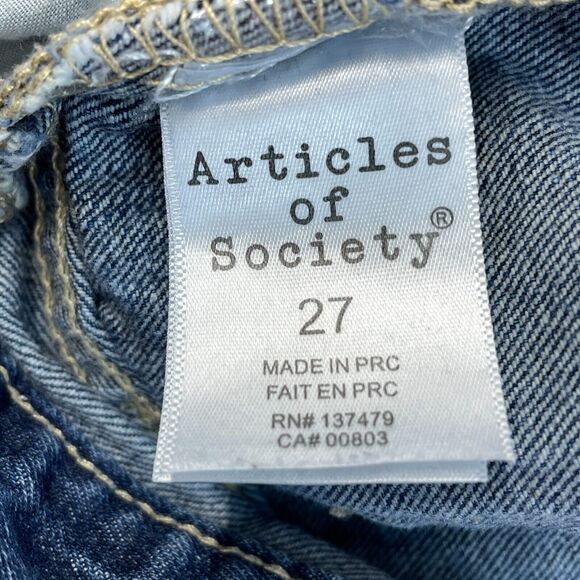 Articles
of
Society®
27
MADE IN PRC
FAIT EN PRC
RN# 137479
CA# 00803